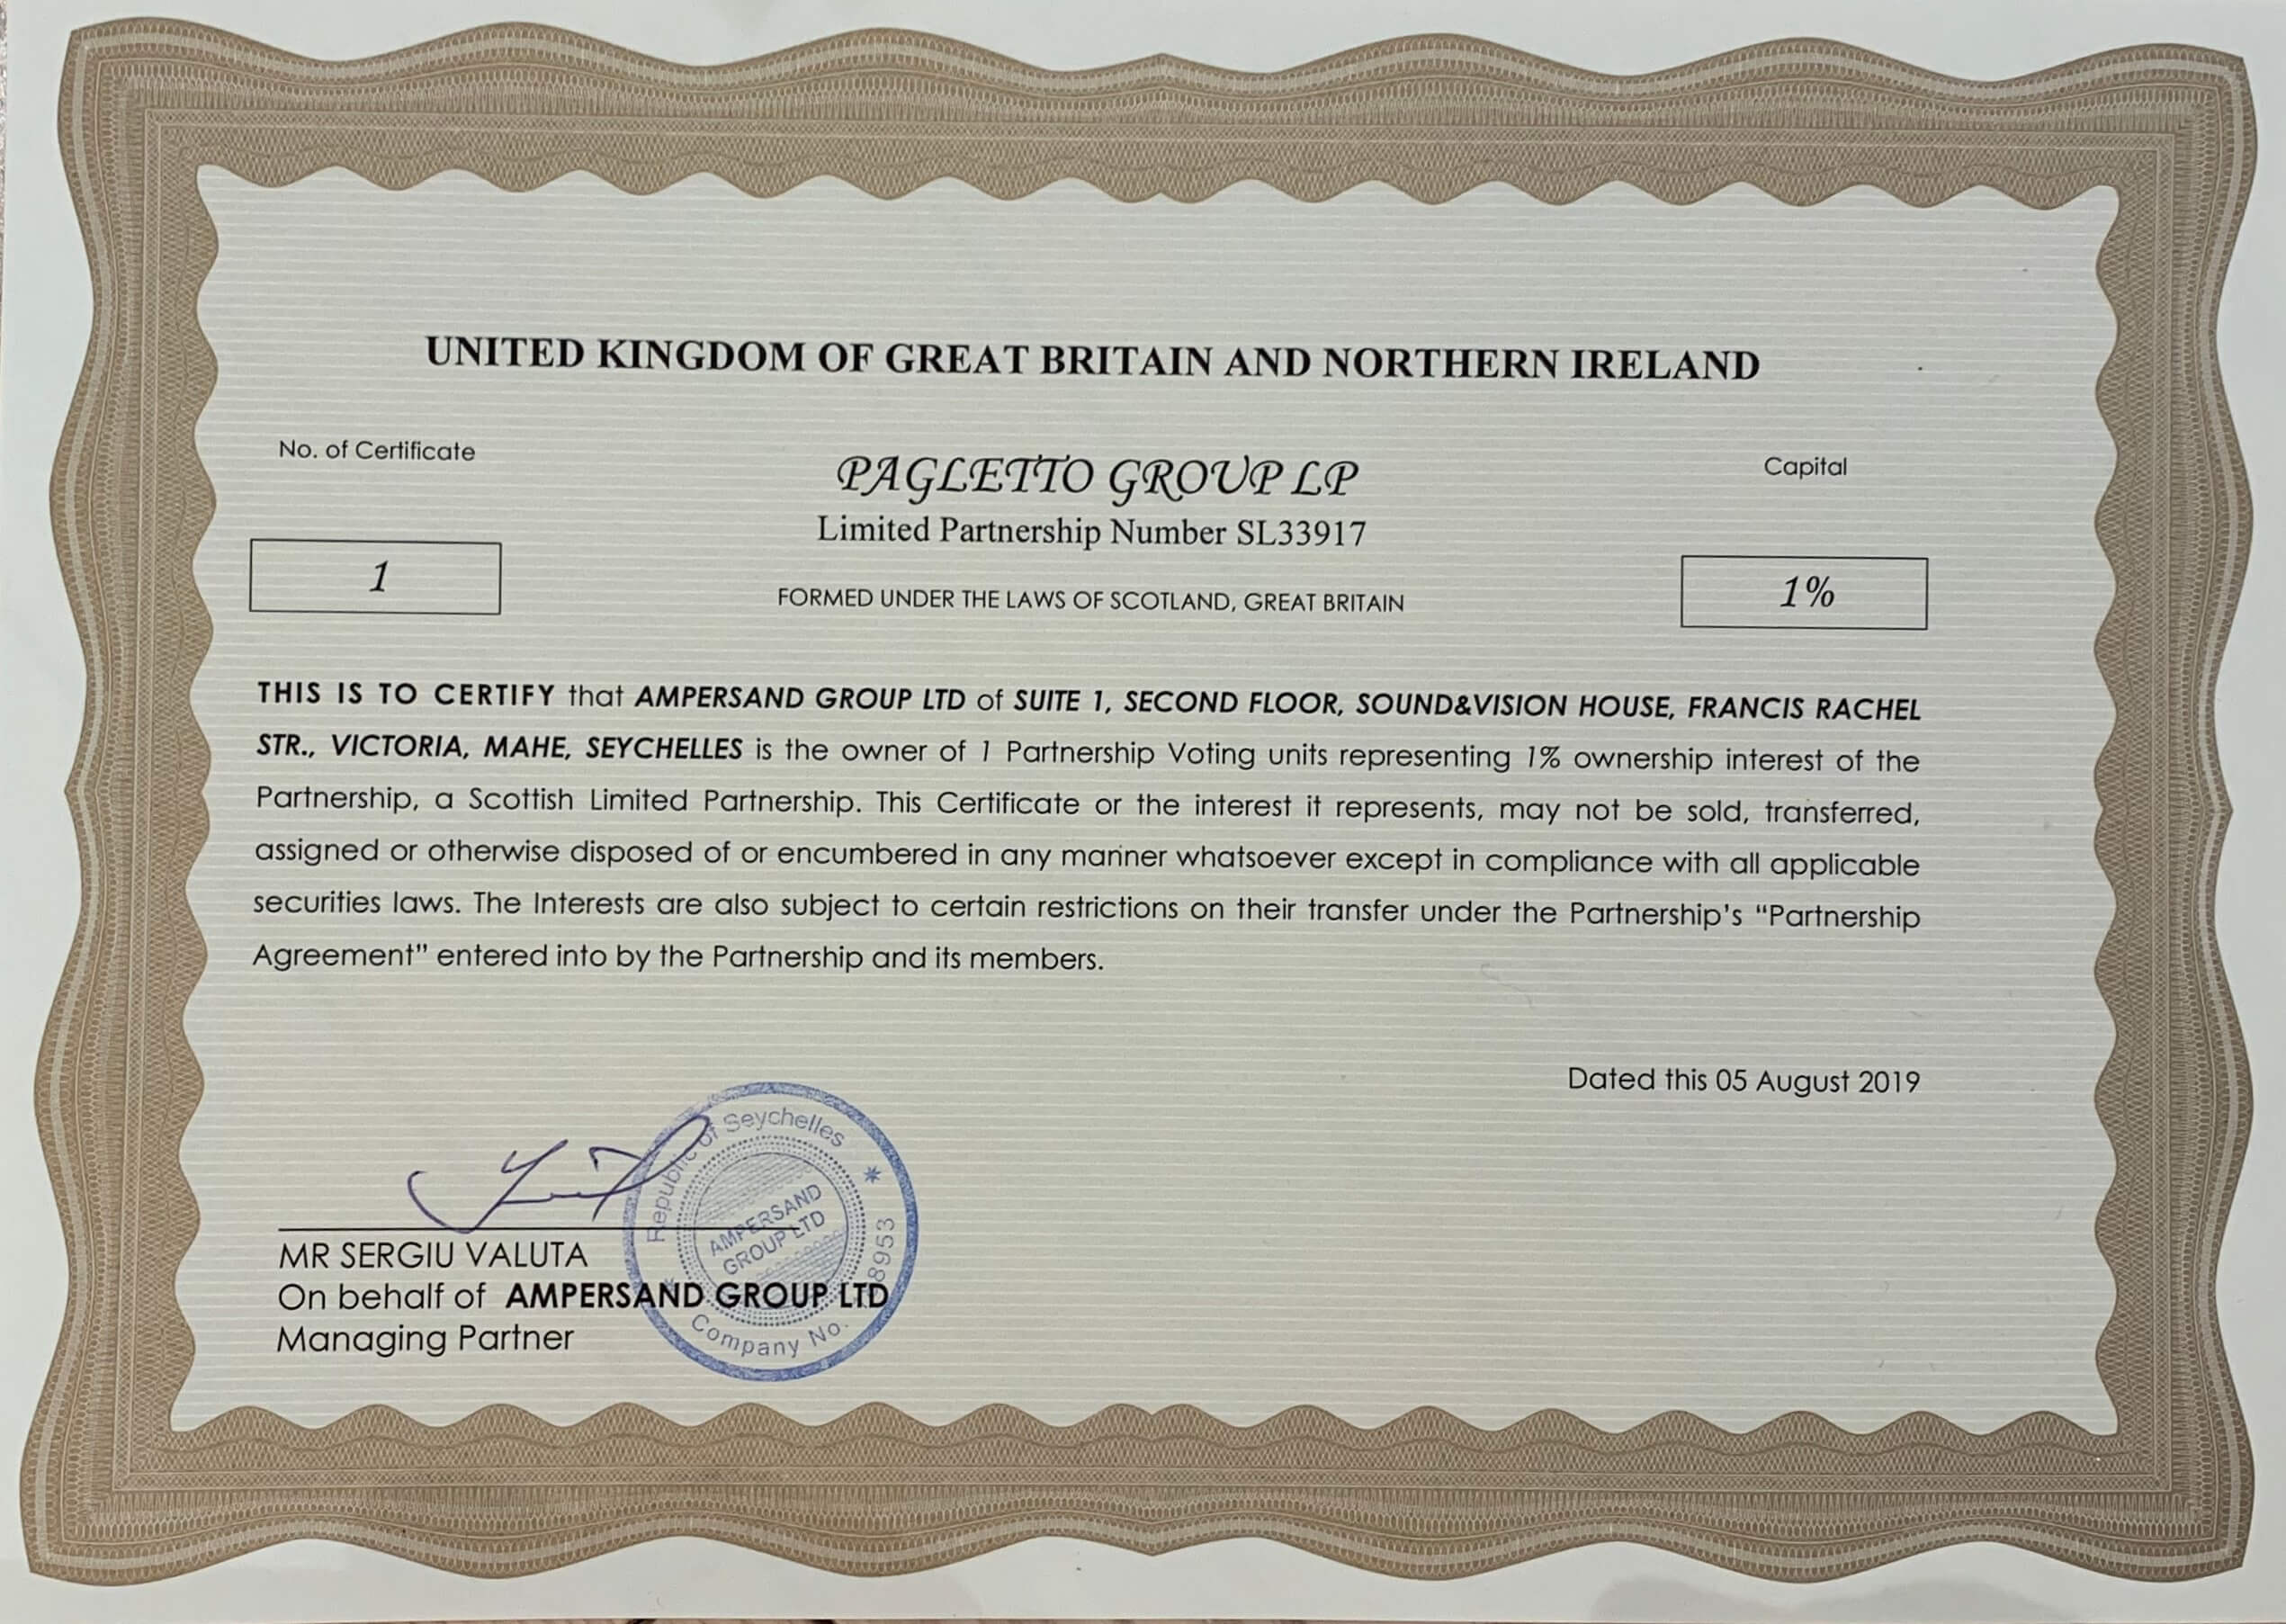 UNITED KINGDOM OF GREAT BRITAIN AND NORTHERN IRELAND
No. of Certificate
PAGLETTO GROUP LP
Capital
Limited Partnership Number SL33917
1
1%
FORMED UNDER THE LAWS OF SCOTLAND, GREAT BRITAIN
THIS IS TO CERTIFY that AMPERSAND GROUP LTD of SUITE 1, SECOND FLOOR, SOUND&VISION HOUSE, FRANCIS RACHEL
STR., VICTORIA, MAHE, SEYCHELLES is the owner of 1 Partnership Voting units representing 1% ownership interest of the
Partnership, a Scottish Limited Partnership. This Certificate or the interest it represents, may not be sold, transferred,
assigned or otherwise disposed of or encumbered in any manner whatsoever except in compliance with all applicable
securities laws. The Interests are also subject to certain restrictions on their transfer under the Partnership's "Partnership
Agreement" entered into by the Partnership and its members.
Dated this 05 August 2019
Republic of Seychelles
AMPERSAND
GROUP LTD
Company No.
MR SERGIU VALUTA
On behalf of AMPERSAND GROUP LTD
Managing Partner